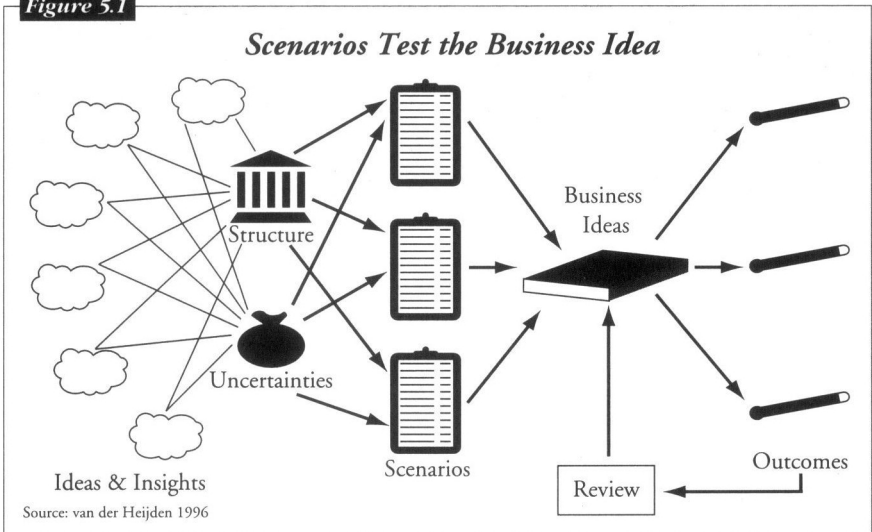 Figure 5.1
Scenarios Test the Business Idea
Structure
Uncertainties
Ideas & Insights
Source: van der Heijden 1996
Scenarios
Business
Ideas
Review
Outcomes